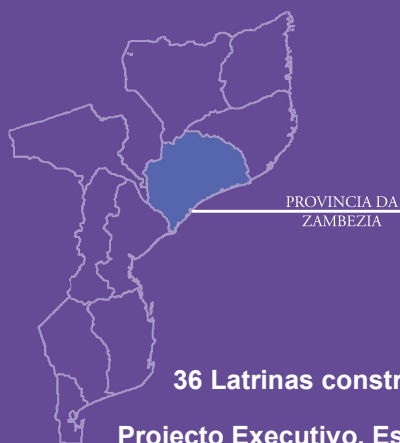 PROVINCIA DA
ZAMBEZIA
36 Latrinas constr
Projecto Executivo, Es